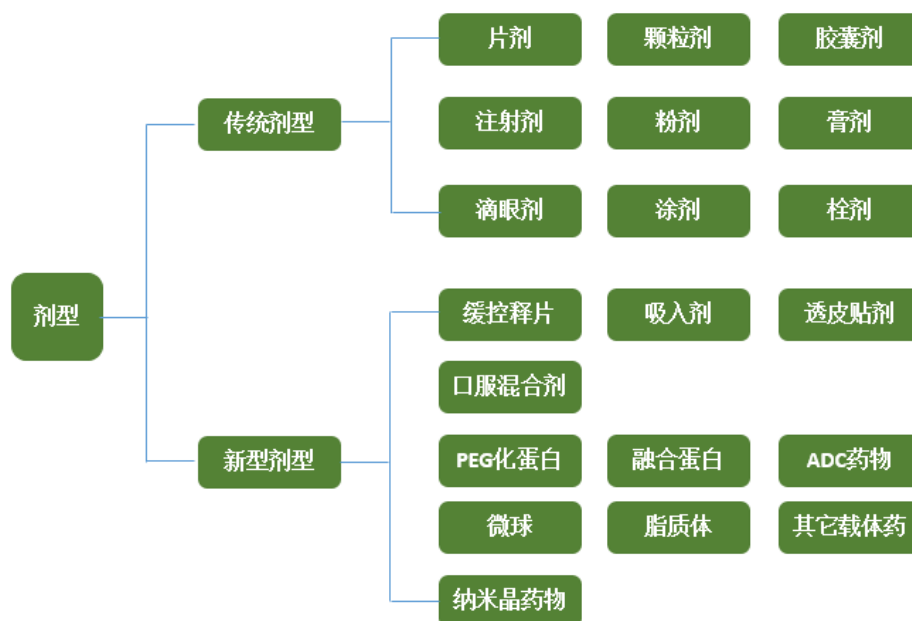 片剂
颗粒剂
胶囊剂
传统剂型
注射剂
粉剂
膏剂
滴眼剂
涂剂
栓剂
剂型
缓控释片
吸入剂
透皮贴剂
口服混合剂
新型剂型
PEG化蛋白
融合蛋白
ADC药物
微球
脂质体
其它载体药
纳米晶药物